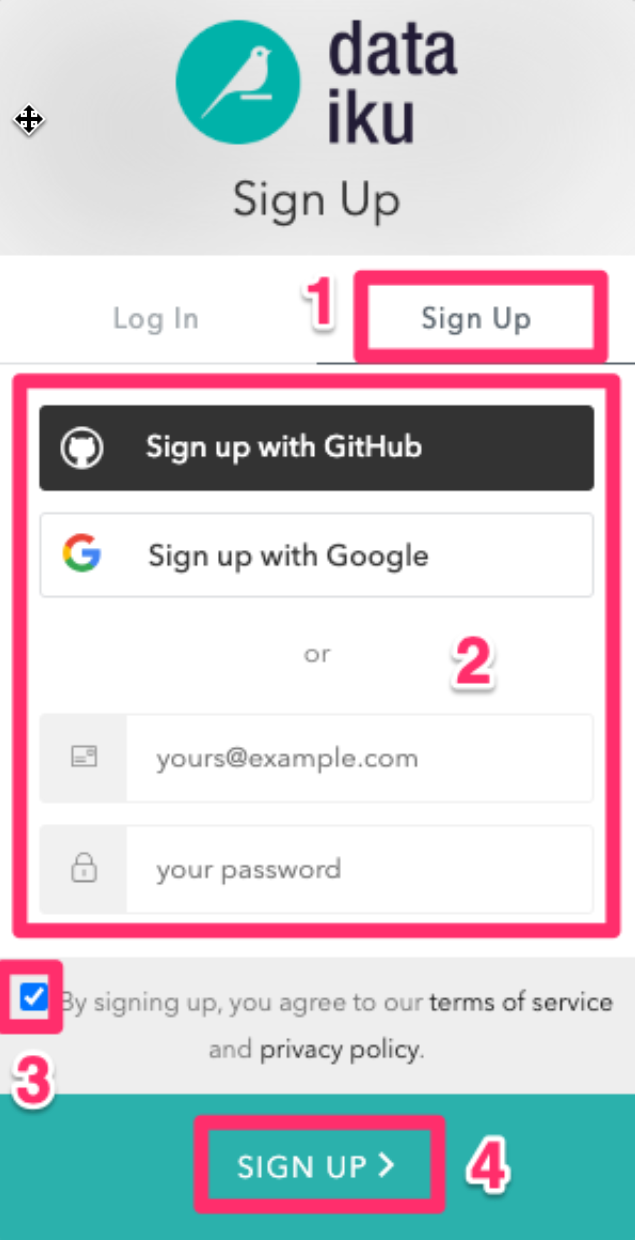 data
iku
Sign Up
Log In
1
Sign Up
Sign up with GitHub
Sign up with Google
or
2
yours@example.com
your password
By signing up, you agree to our terms of service
and privacy policy.
3
SIGN UP >
4